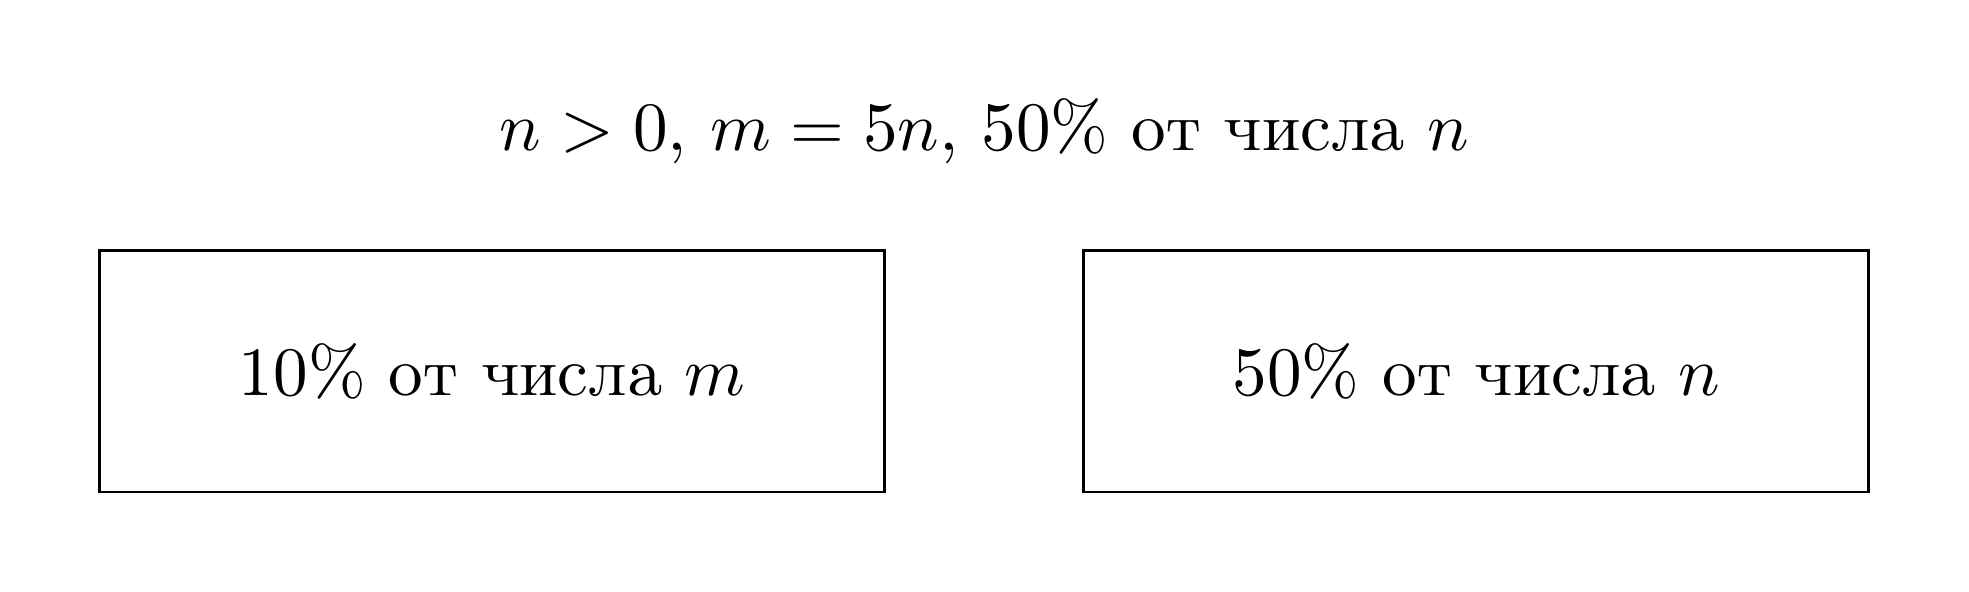 n > 0, m = 5n, 50% от числа n
10% от числа m
50% от числа n